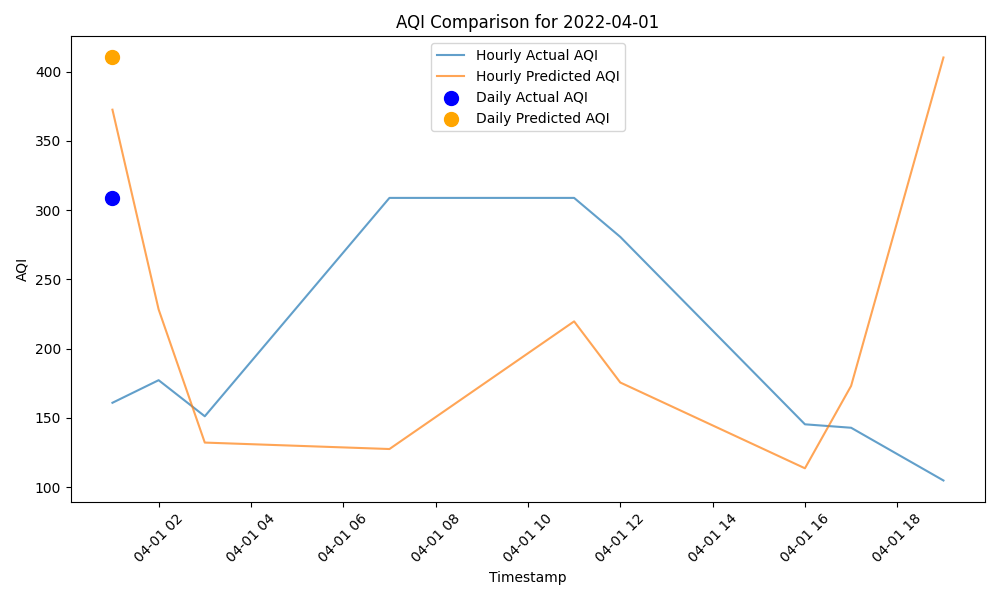 AQI Comparison for 2022-04-01
Hourly Actual AQI
Hourly Predicted AQI
Daily Actual AQI
Daily Predicted AQI
AQI
400
350
300
250
200
150
100
04-01 02
04-01 04
04-01 06
04-01 08
04-01 10
04-01 12
04-01 14
04-01 16
04-01 18
Timestamp